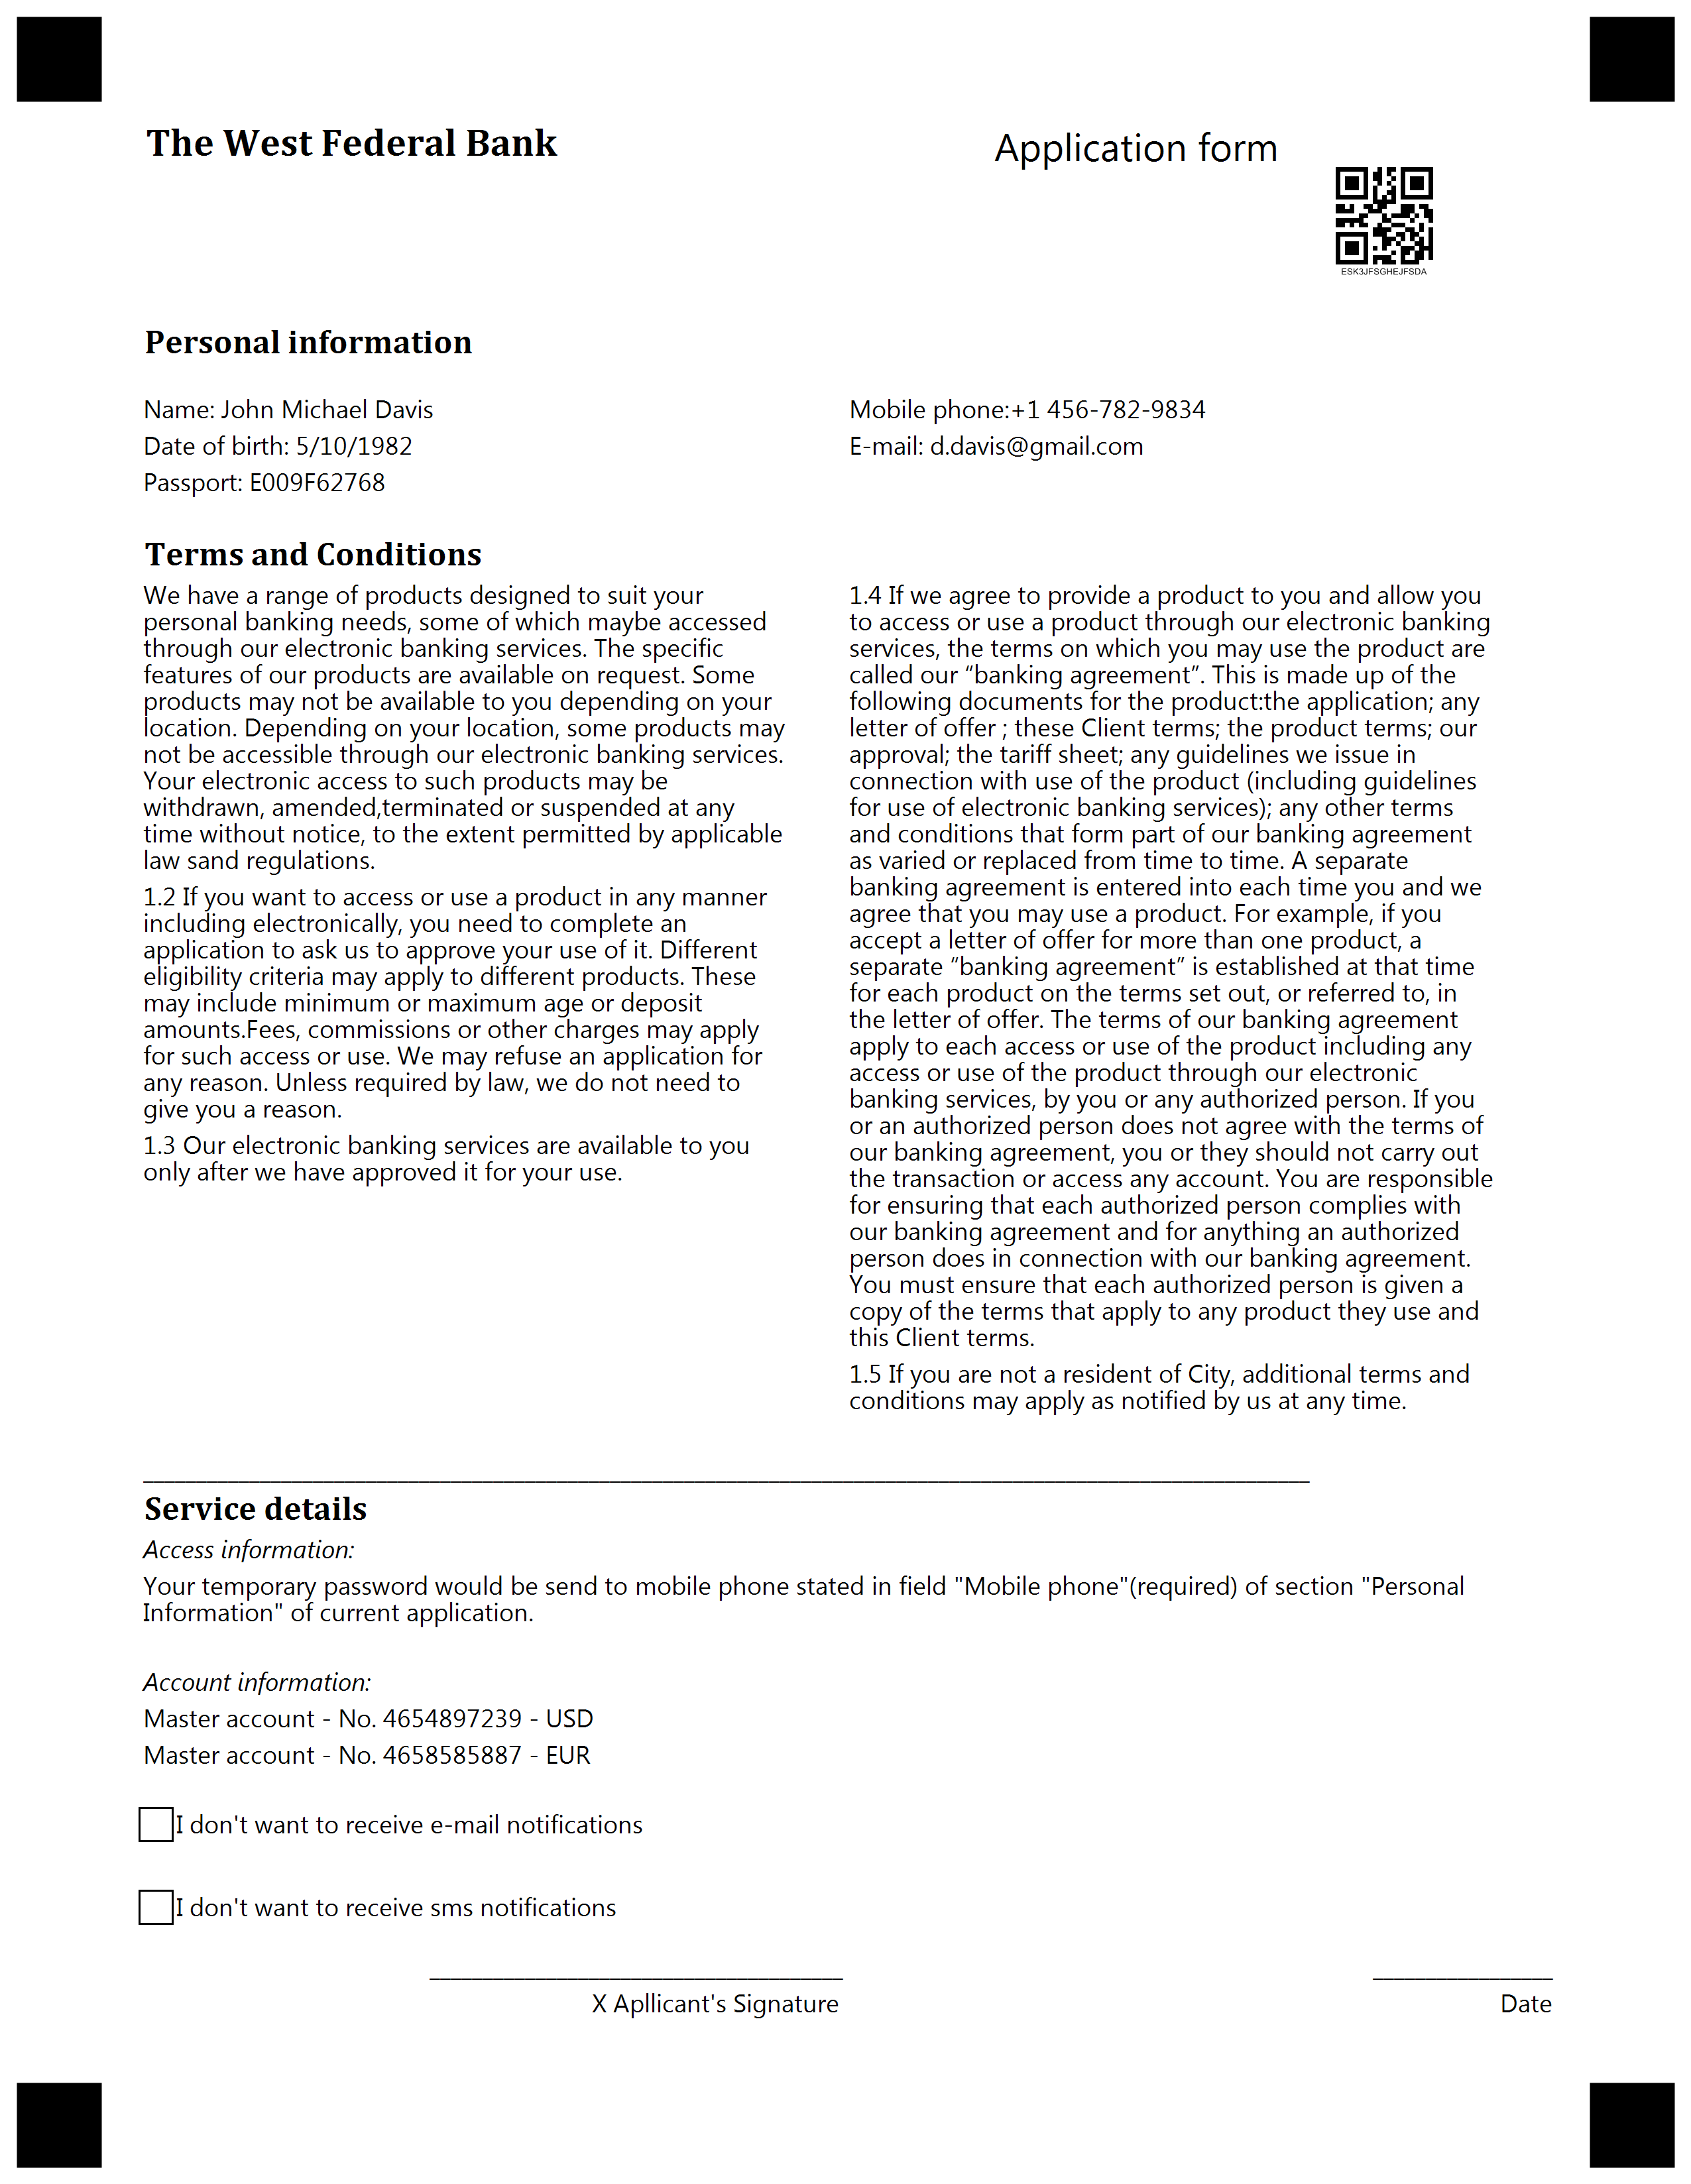 The West Federal Bank
Application form
ESK3JFSGHEJFSDA
Personal information
Name: John Michael Davis
Date of birth: 5/10/1982
Passport: E009F62768
Mobile phone:+1 456-782-9834
E-mail: d.davis@gmail.com
Terms and Conditions
We have a range of products designed to suit your
personal banking needs, some of which maybe accessed
through our electronic banking services. The specific
features of our products are available on request. Some
products may not be available to you depending on your
location. Depending on your location, some products may
not be accessible through our electronic banking services.
Your electronic access to such products may be
withdrawn, amended,terminated or suspended at any
time without notice, to the extent permitted by applicable
law sand regulations.
1.2 If you want to access or use a product in any manner
including electronically, you need to complete an
application to ask us to approve your use of it. Different
eligibility criteria may apply to different products. These
may include minimum or maximum age or deposit
amounts.Fees, commissions or other charges may apply
for such access or use. We may refuse an application for
any reason. Unless required by law, we do not need to
give you a reason.
1.3 Our electronic banking services are available to you
only after we have approved it for your use.
1.4 If we agree to provide a product to you and allow you
to access or use a product through our electronic banking
services, the terms on which you may use the product are
called our “banking agreement”. This is made up of the
following documents for the product:the application; any
letter of offer ; these Client terms; the product terms; our
approval; the tariff sheet; any guidelines we issue in
connection with use of the product (including guidelines
for use of electronic banking services); any other terms
and conditions that form part of our banking agreement
as varied or replaced from time to time. A separate
banking agreement is entered into each time you and we
agree that you may use a product. For example, if you
accept a letter of offer for more than one product, a
separate “banking agreement” is established at that time
for each product on the terms set out, or referred to, in
the letter of offer. The terms of our banking agreement
apply to each access or use of the product including any
access or use of the product through our electronic
banking services, by you or any authorized person. If you
or an authorized person does not agree with the terms of
our banking agreement, you or they should not carry out
the transaction or access any account. You are responsible
for ensuring that each authorized person complies with
our banking agreement and for anything an authorized
person does in connection with our banking agreement.
You must ensure that each authorized person is given a
copy of the terms that apply to any product they use and
this Client terms.
1.5 If you are not a resident of City, additional terms and
conditions may apply as notified by us at any time.
Service details
Access information:
Your temporary password would be send to mobile phone stated in field "Mobile phone"(required) of section "Personal
Information" of current application.
Account information:
Master account - No. 4654897239 - USD
Master account - No. 4658585887 - EUR
I don't want to receive e-mail notifications
I don't want to receive sms notifications
X Apllicant's Signature
Date